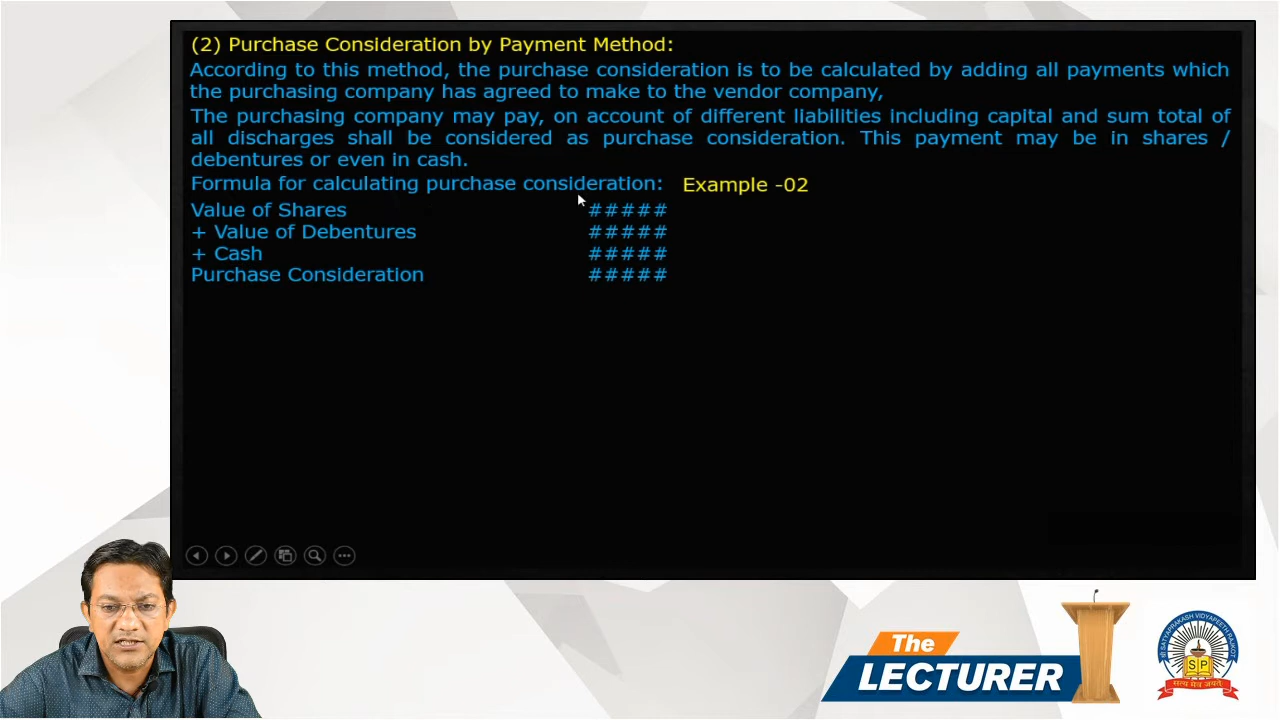 (2) Purchase Consideration by Payment Method:
According to this method, the purchase consideration is to be calculated by adding all payments which
the purchasing company has agreed to make to the vendor company,
The purchasing company may pay, on account of different liabilities including capital and sum total of
all discharges shall be considered as purchase consideration. This payment may be in shares /
debentures or even in cash.
Formula for calculating purchase consideration: Example -02
Value of Shares #####
+ Value of Debentures #####
+ Cash #####
Purchase Consideration #####
The
LECTURER
SP
सत्य मेव जयते